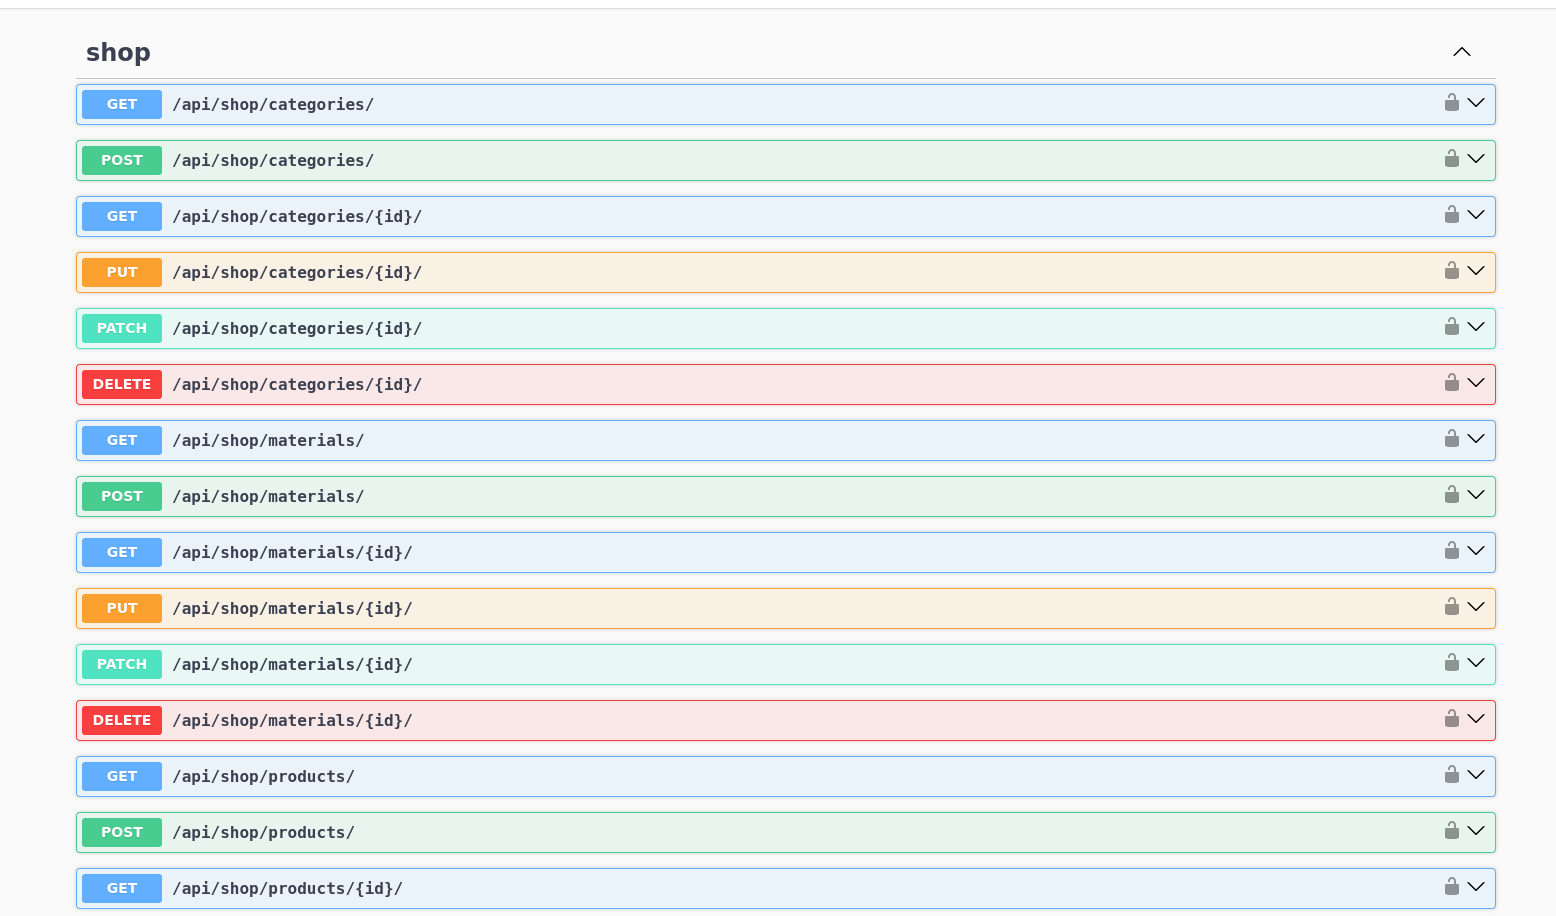 shop
GET /api/shop/categories/
POST /api/shop/categories/
GET /api/shop/categories/{id}/
PUT /api/shop/categories/{id}/
PATCH /api/shop/categories/{id}/
DELETE /api/shop/categories/{id}/
GET /api/shop/materials/
POST /api/shop/materials/
GET /api/shop/materials/{id}/
PUT /api/shop/materials/{id}/
PATCH /api/shop/materials/{id}/
DELETE /api/shop/materials/{id}/
GET /api/shop/products/
POST /api/shop/products/
GET /api/shop/products/{id}/